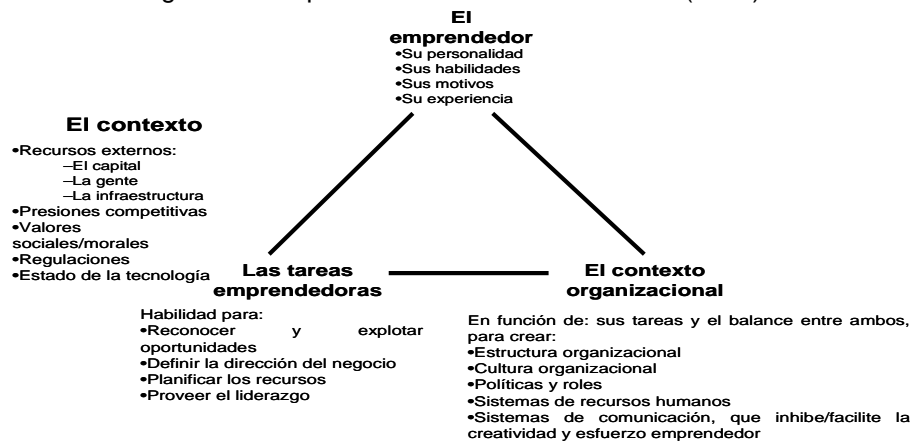 El
emprendedor
•Su personalidad
•Sus habilidades
•Sus motivos
•Su experiencia
El contexto
•Recursos externos:
–El capital
–La gente
–La infraestructura
•Presiones competitivas
•Valores
sociales/morales
•Regulaciones
•Estado de la tecnología
Las tareas
emprendedoras
Habilidad para:
•Reconocer y explotar
oportunidades
•Definir la dirección del negocio
•Planificar los recursos
•Proveer el liderazgo
El contexto
organizacional
En función de: sus tareas y el balance entre ambos,
para crear:
•Estructura organizacional
•Cultura organizacional
•Políticas y roles
•Sistemas de recursos humanos
•Sistemas de comunicación, que inhibe/facilite la
creatividad y esfuerzo emprendedor